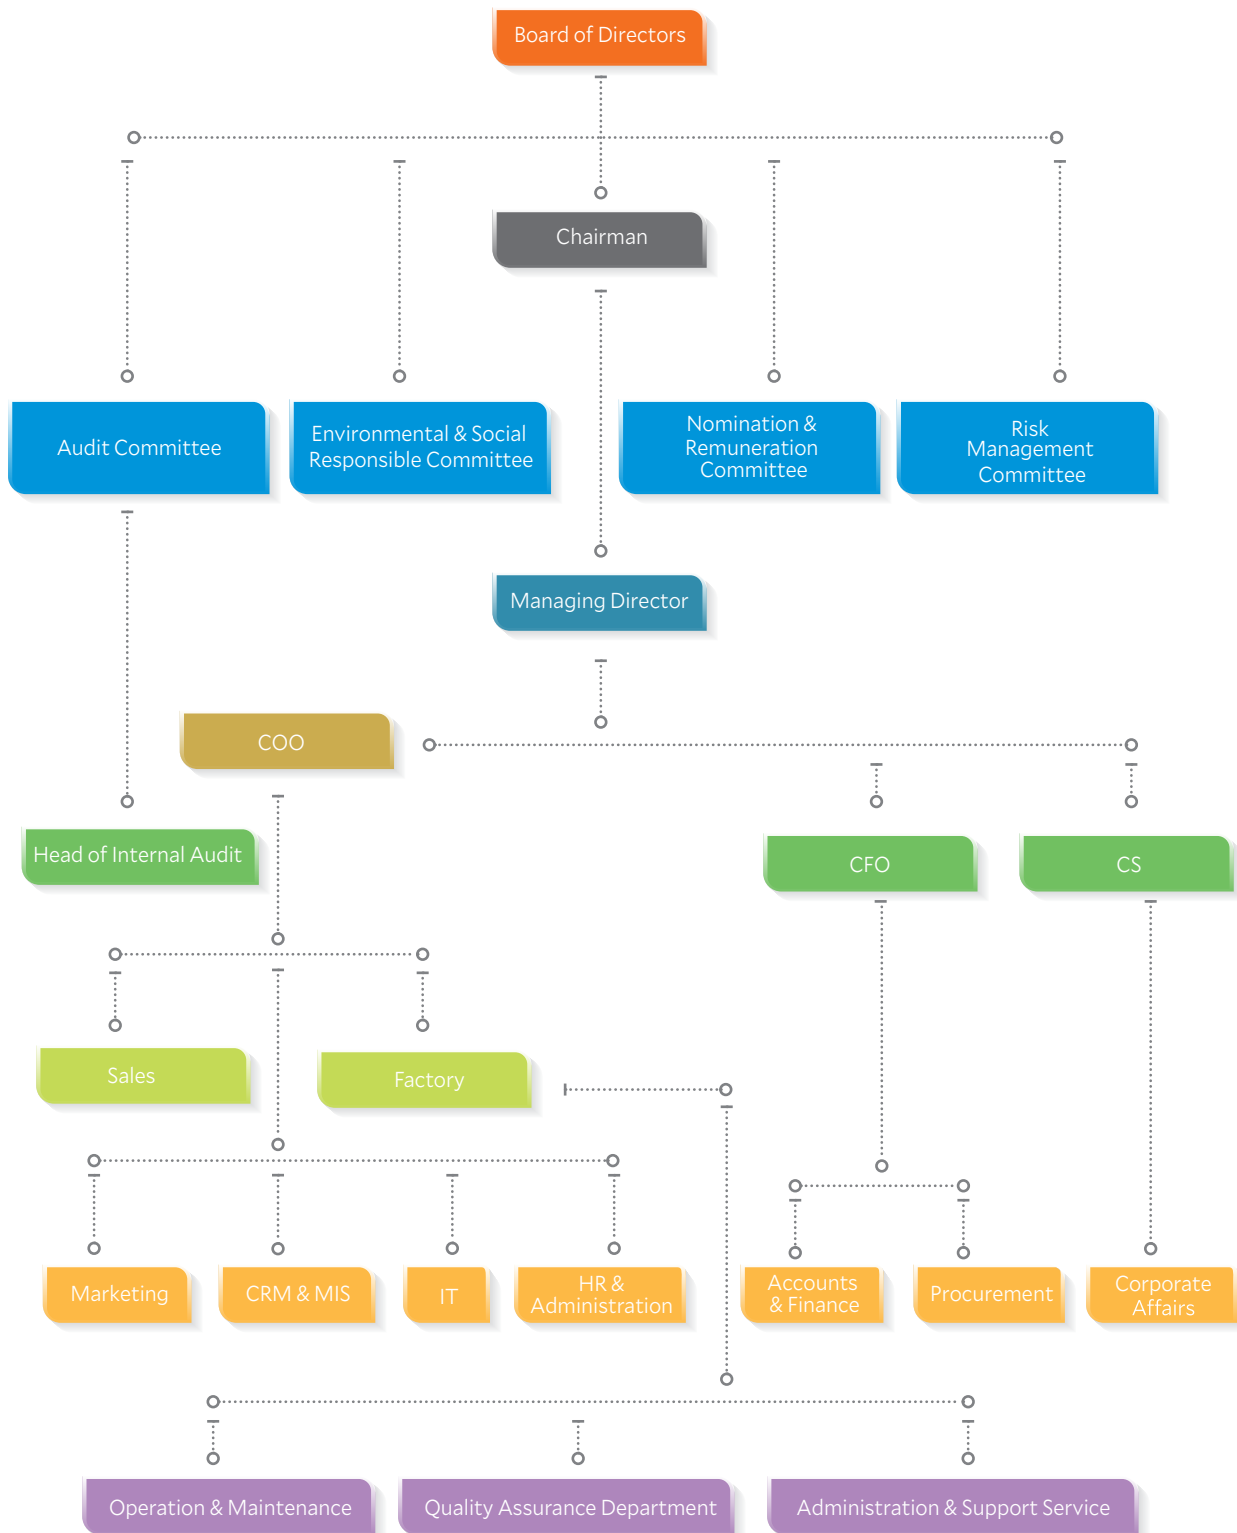 Board of Directors
Chairman
Audit Committee
Environmental & Social
Responsible Committee
Nomination &
Remuneration
Committee
Risk
Management
Committee
Managing Director
COO
Head of Internal Audit
CFO
CS
Sales
Factory
Marketing
CRM & MIS
IT
HR &
Administration
Accounts
& Finance
Procurement
Corporate
Affairs
Operation & Maintenance
Quality Assurance Department
Administration & Support Service